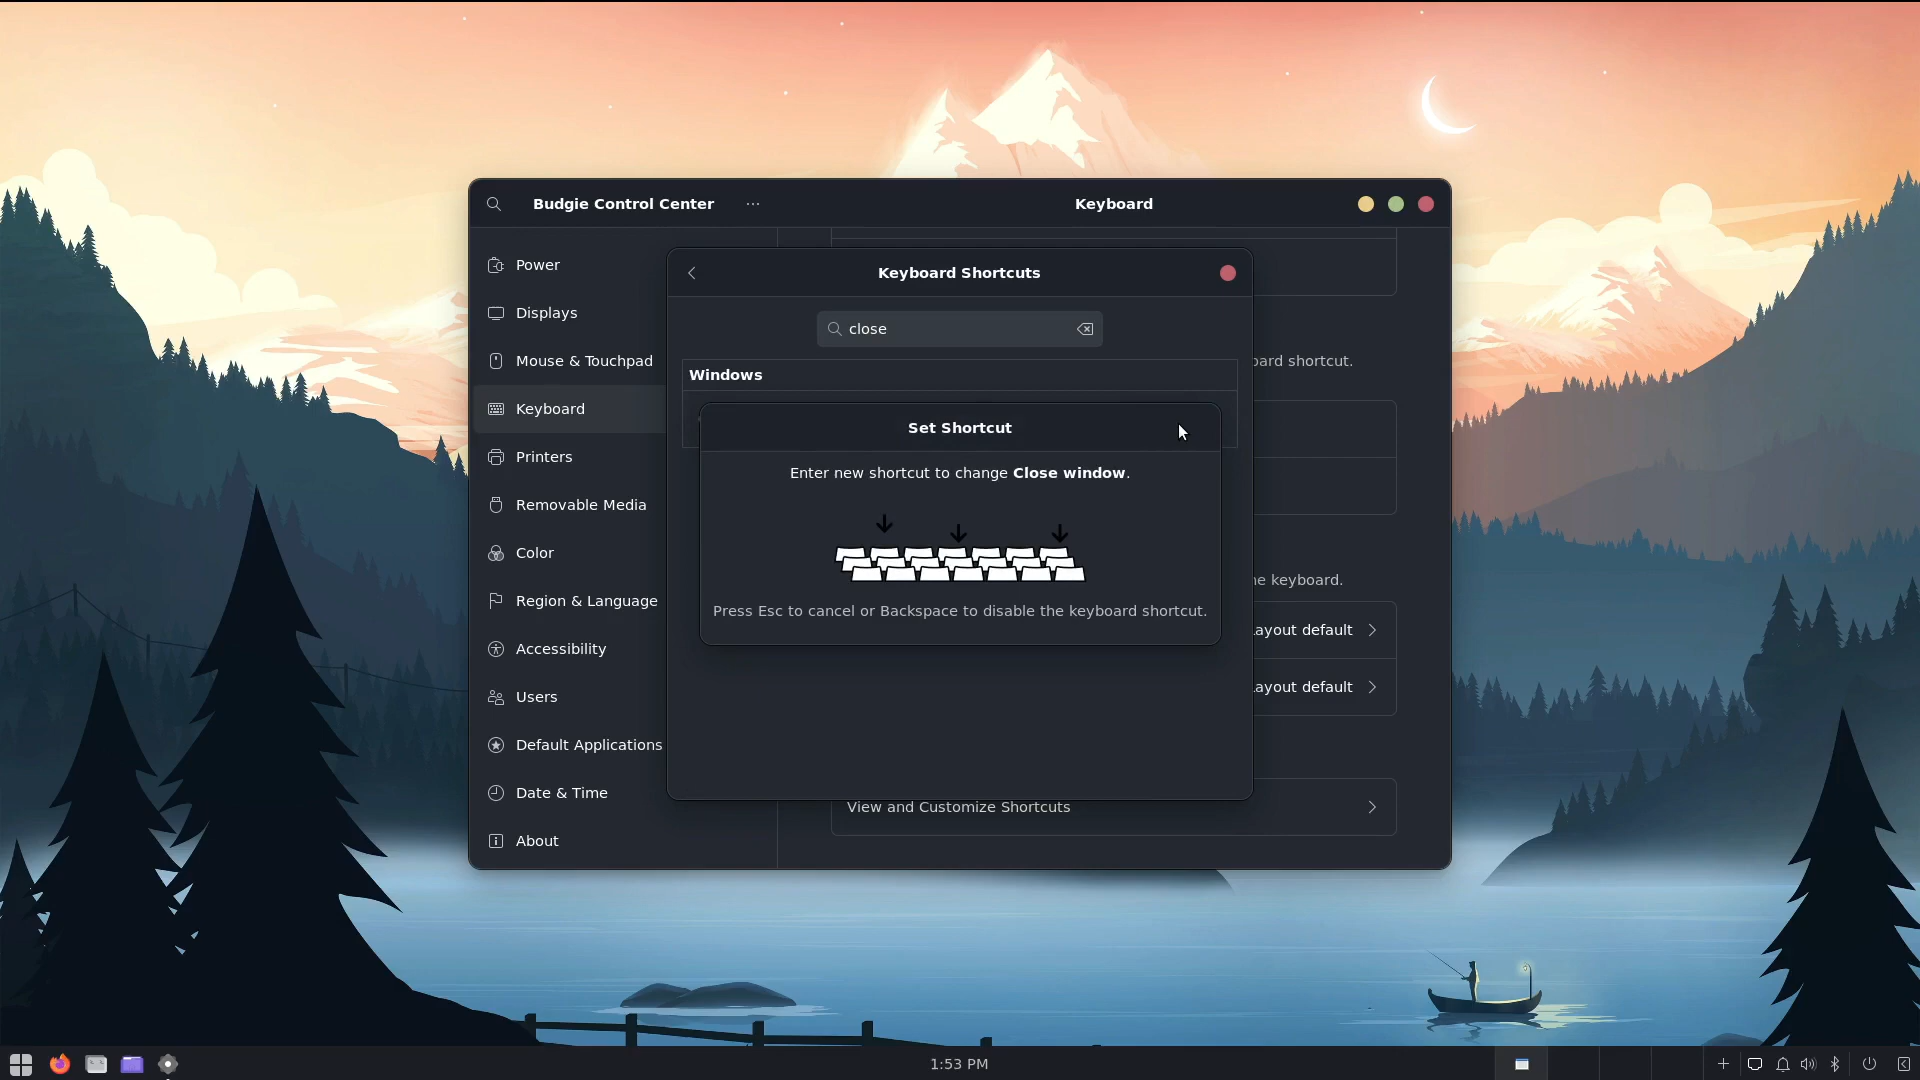 Budgie Control Center
Keyboard
Power
Displays
Mouse & Touchpad
Keyboard
Printers
Removable Media
Color
Region & Language
Accessibility
Users
Default Applications
Date & Time
About
Keyboard Shortcuts
close
Windows
Set Shortcut
Enter new shortcut to change Close window.
Press Esc to cancel or Backspace to disable the keyboard shortcut.
shortcut.
keyboard.
default
default
View and Customize Shortcuts
1:53 PM